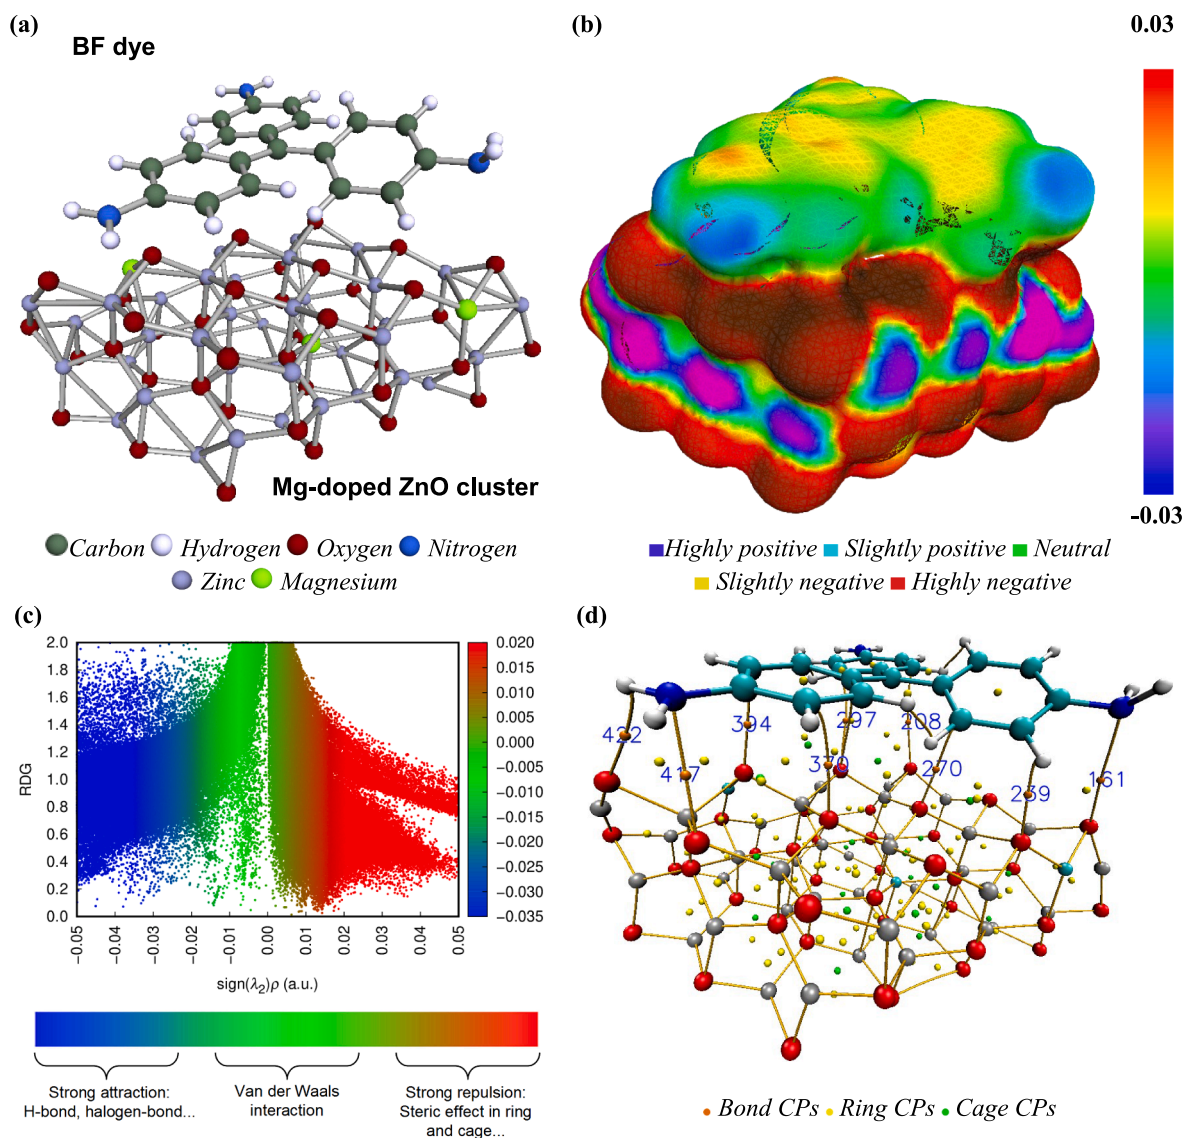 (a)
BF dye
Mg-doped ZnO cluster
Carbon Hydrogen Oxygen Nitrogen
Zinc Magnesium
(b)
0.03
-0.03
Highly positive Slightly positive Neutral
Slightly negative Highly negative
(c)
RDG
2.0
1.8
1.6
1.4
1.2
1.0
0.8
0.6
0.4
0.2
0.0
-0.05
-0.04
-0.03
-0.02
-0.01
0.00
0.01
0.02
0.03
0.04
0.05
sign(λ₂)ρ (a.u.)
0.020
0.015
0.010
0.005
0.000
-0.005
-0.010
-0.015
-0.020
-0.025
-0.030
-0.035
Strong attraction:
H-bond, halogen-bond...
Van der Waals
interaction
Strong repulsion:
Steric effect in ring
and cage...
(d)
422
417
394
370
297
208
270
239
161
Bond CPs Ring CPs Cage CPs